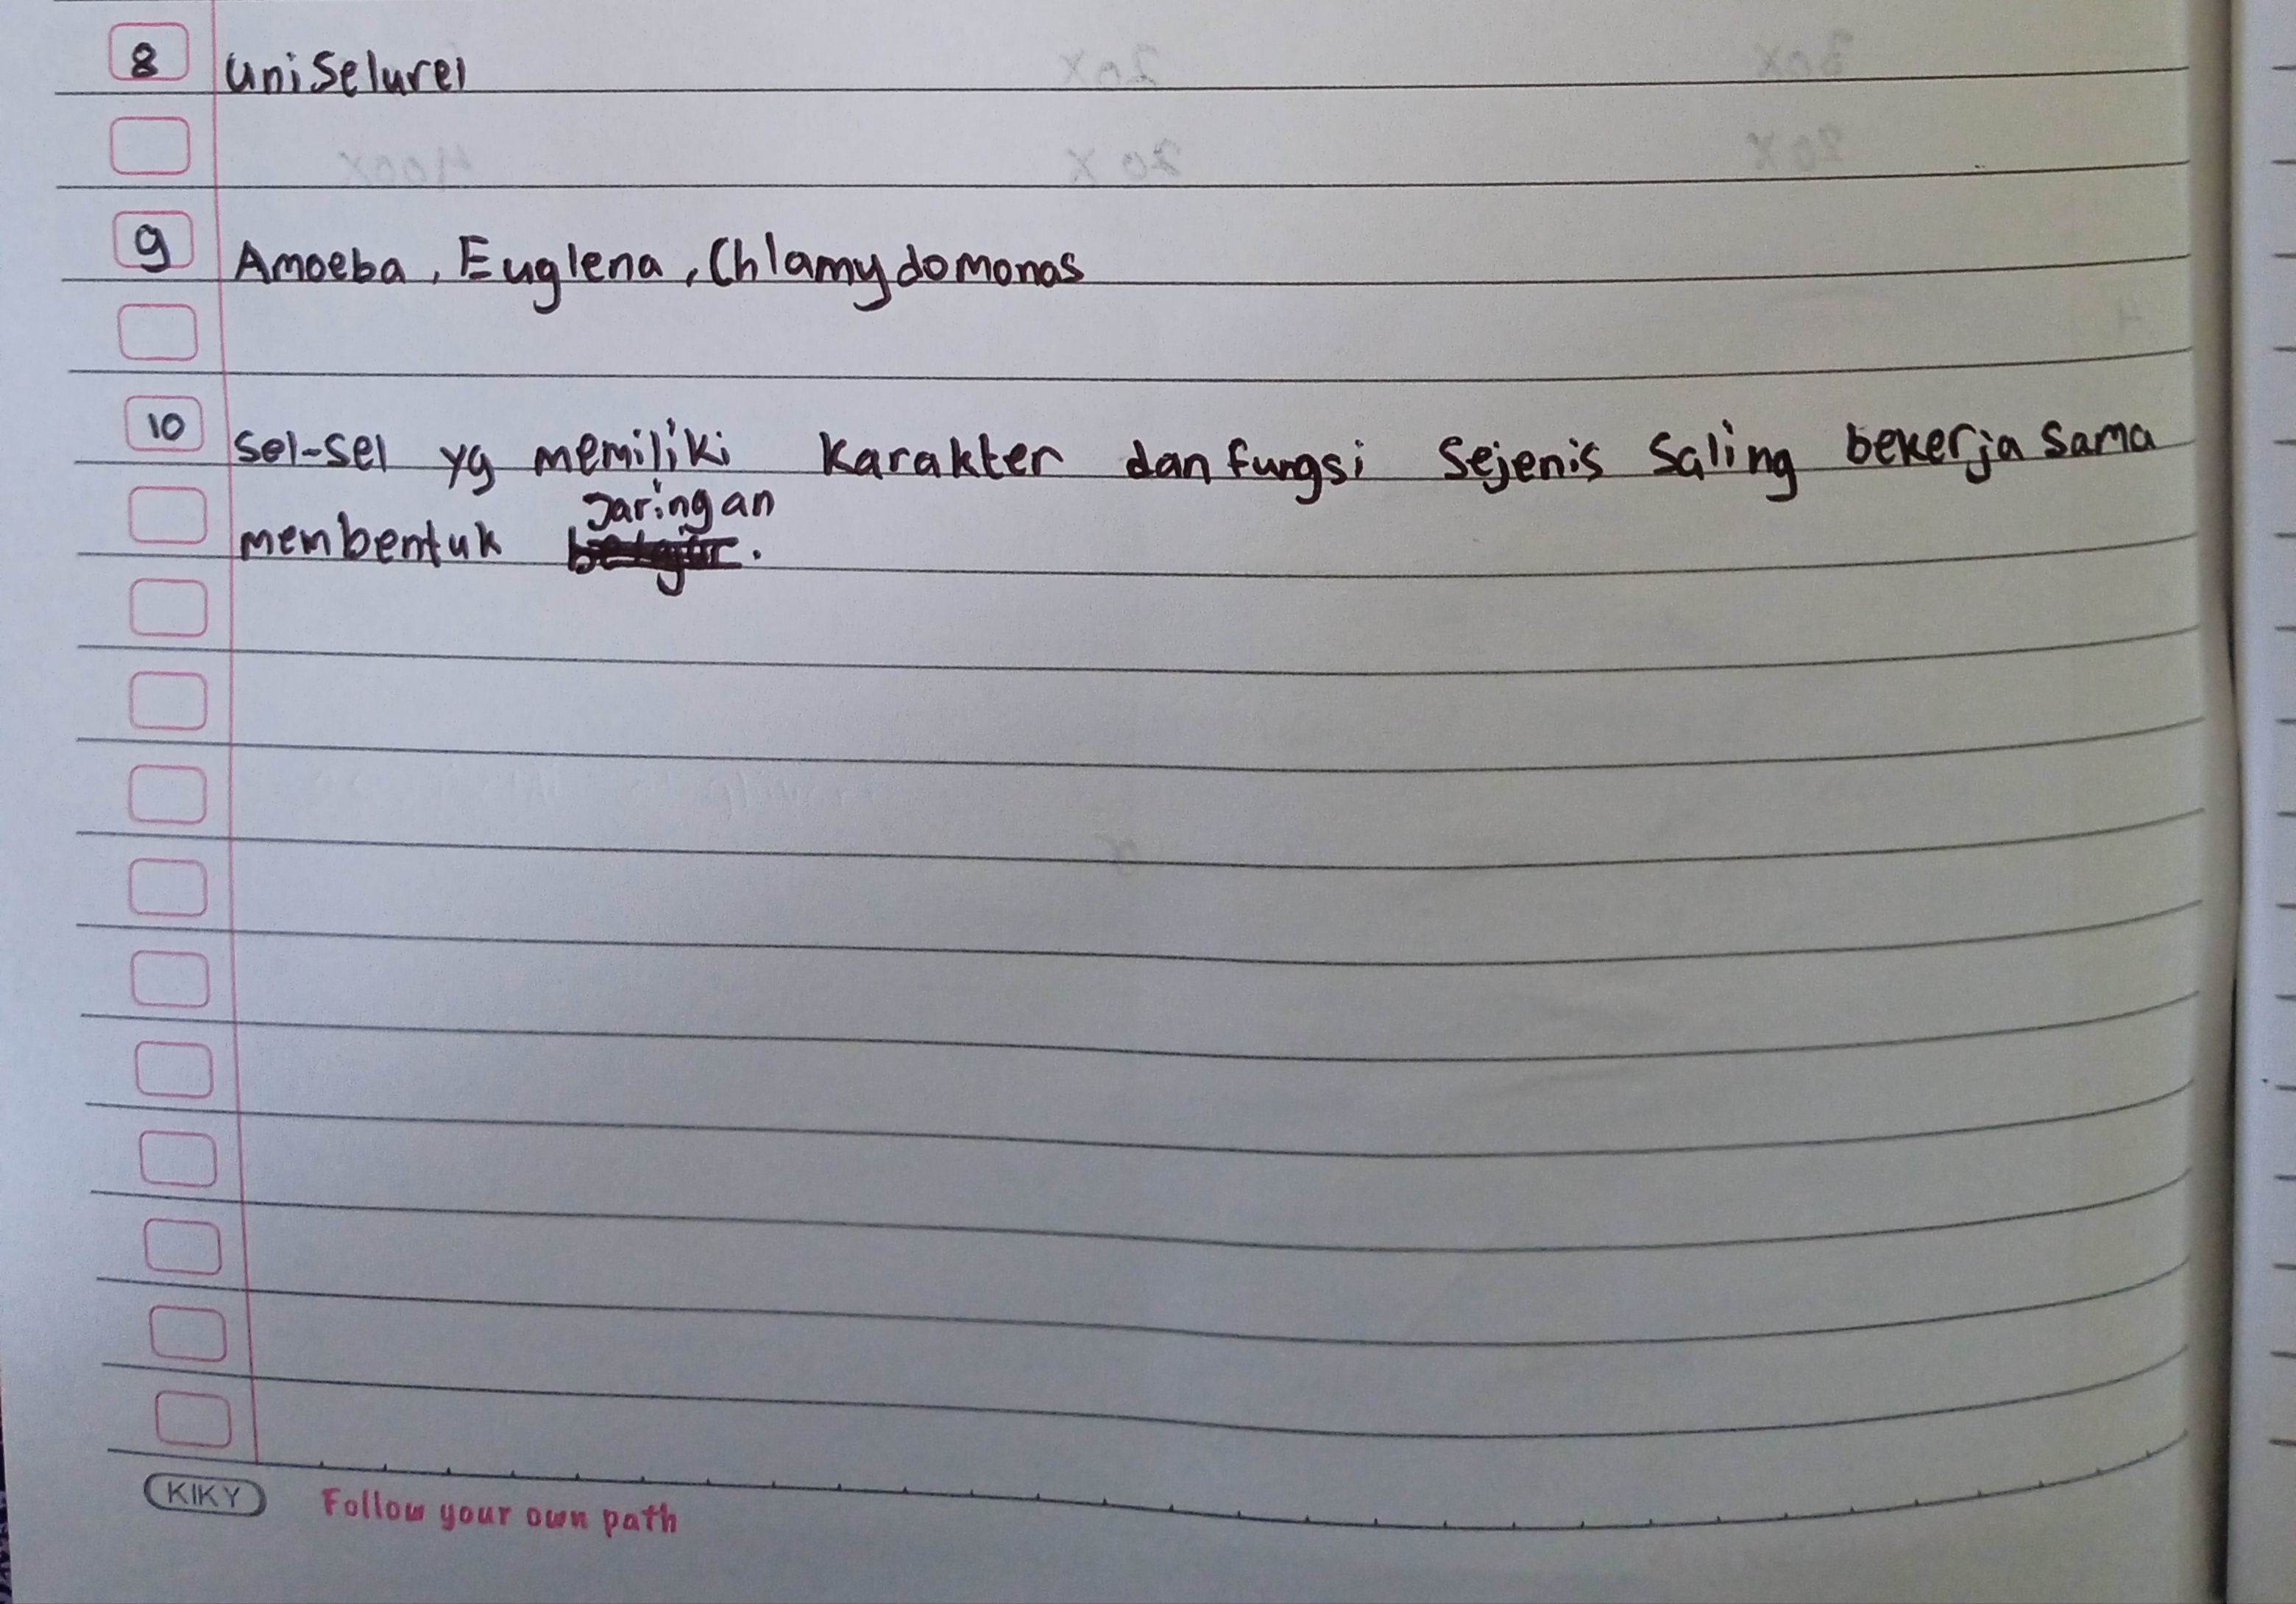 8 Uniselurel
9 Amoeba, Euglena, Chlamydomonas
10 Sel-sel yg memiliki karakter dan fungsi sejenis saling bekerja sama
membentuk Jaringan.
KIKY Follow your own path